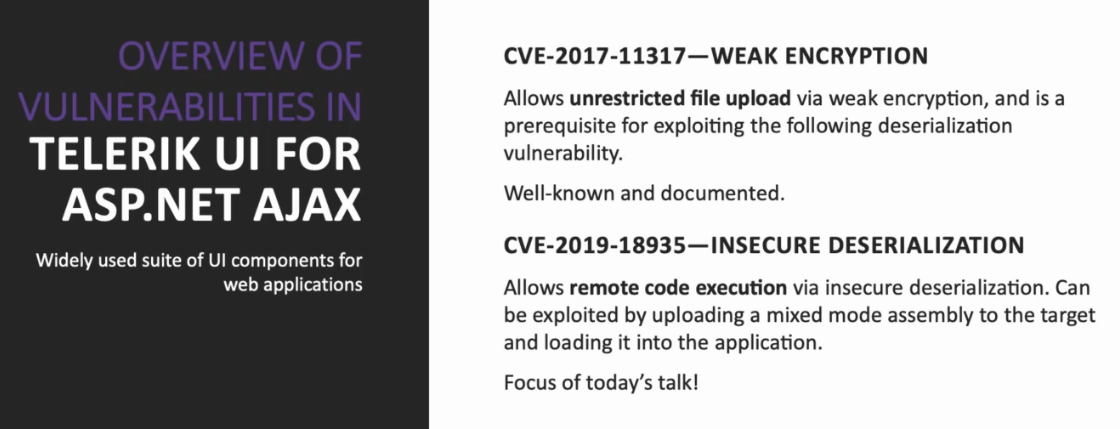 OVERVIEW OF
VULNERABILITIES IN
TELERIK UI FOR
ASP.NET AJAX
Widely used suite of UI components for
web applications
CVE-2017-11317—WEAK ENCRYPTION
Allows unrestricted file upload via weak encryption, and is a
prerequisite for exploiting the following deserialization
vulnerability.
Well-known and documented.
CVE-2019-18935—INSECURE DESERIALIZATION
Allows remote code execution via insecure deserialization. Can
be exploited by uploading a mixed mode assembly to the target
and loading it into the application.
Focus of today’s talk!